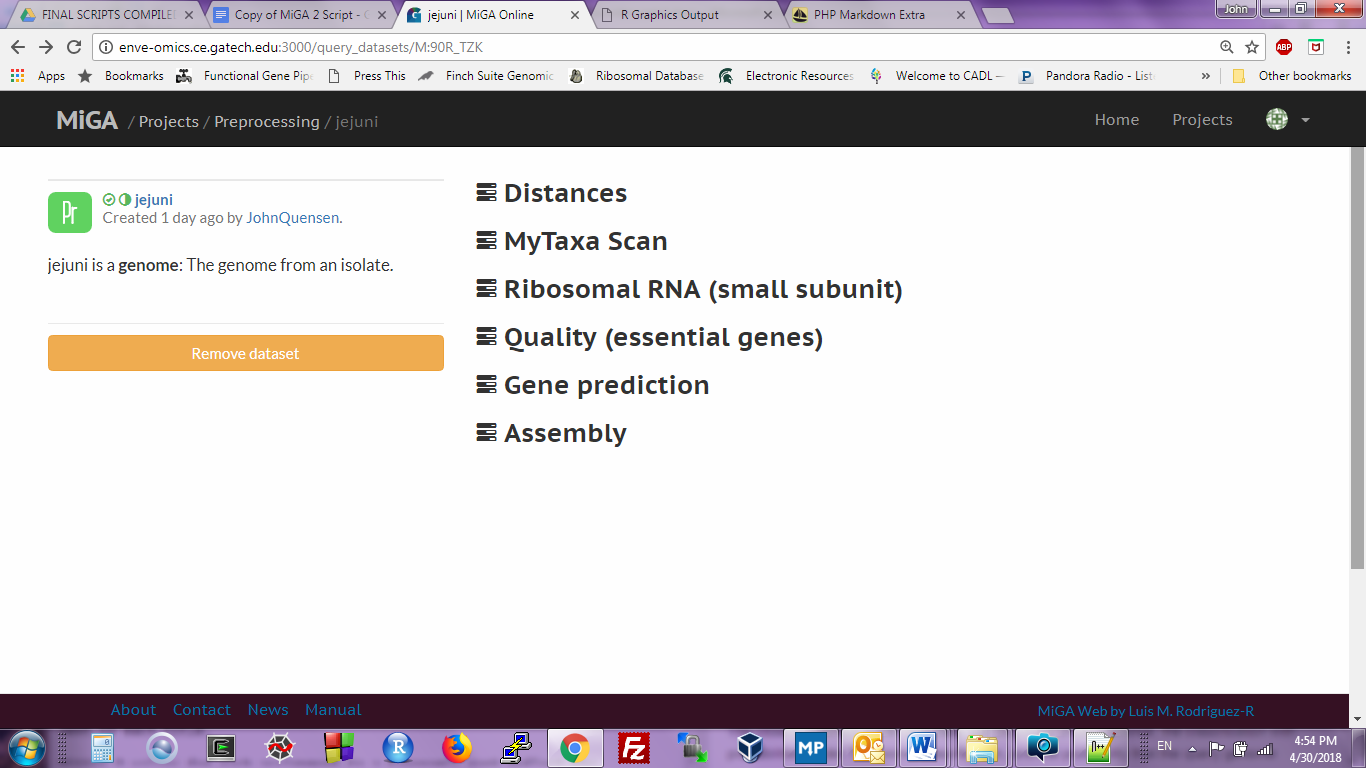 FINAL SCRIPTS COMPILE
Copy of MiGA 2 Script -
jejuni | MiGA Online
R Graphics Output
PHP Markdown Extra
John
enve-omics.ce.gatech.edu:3000/query_datasets/M:90R_TZK
ABP
Apps
Bookmarks
Functional Gene Pip
Press This
Finch Suite Genomic
Ribosomal Database
Electronic Resources
Welcome to CADL –
Pandora Radio - List
»
Other bookmarks
MiGA / Projects / Preprocessing / jejuni
Home
Projects
Pr
jejuni
Created 1 day ago by JohnQuensen.
jejuni is a genome: The genome from an isolate.
Remove dataset
Distances
MyTaxa Scan
Ribosomal RNA (small subunit)
Quality (essential genes)
Gene prediction
Assembly
About
Contact
News
Manual
MiGA Web by Luis M. Rodriguez-R
EN
4:54 PM
4/30/2018